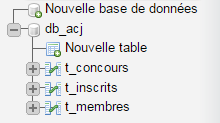 Nouvelle base de données
db_acj
Nouvelle table
t_concours
t_inscrits
t_membres